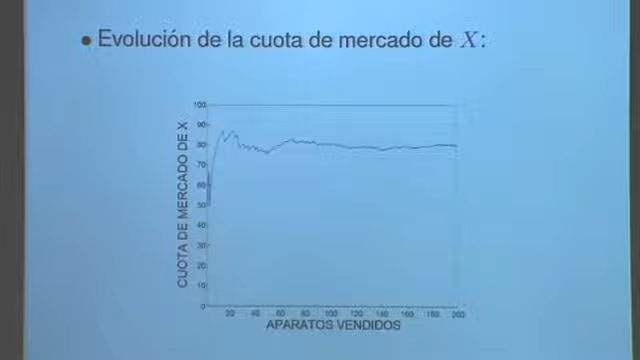 • Evolución de la cuota de mercado de X:
CUOTA DE MERCADO DE X
100
90
80
70
60
50
40
30
20
10
0
20 40 60 80 100 120 140 160 180 200
APARATOS VENDIDOS